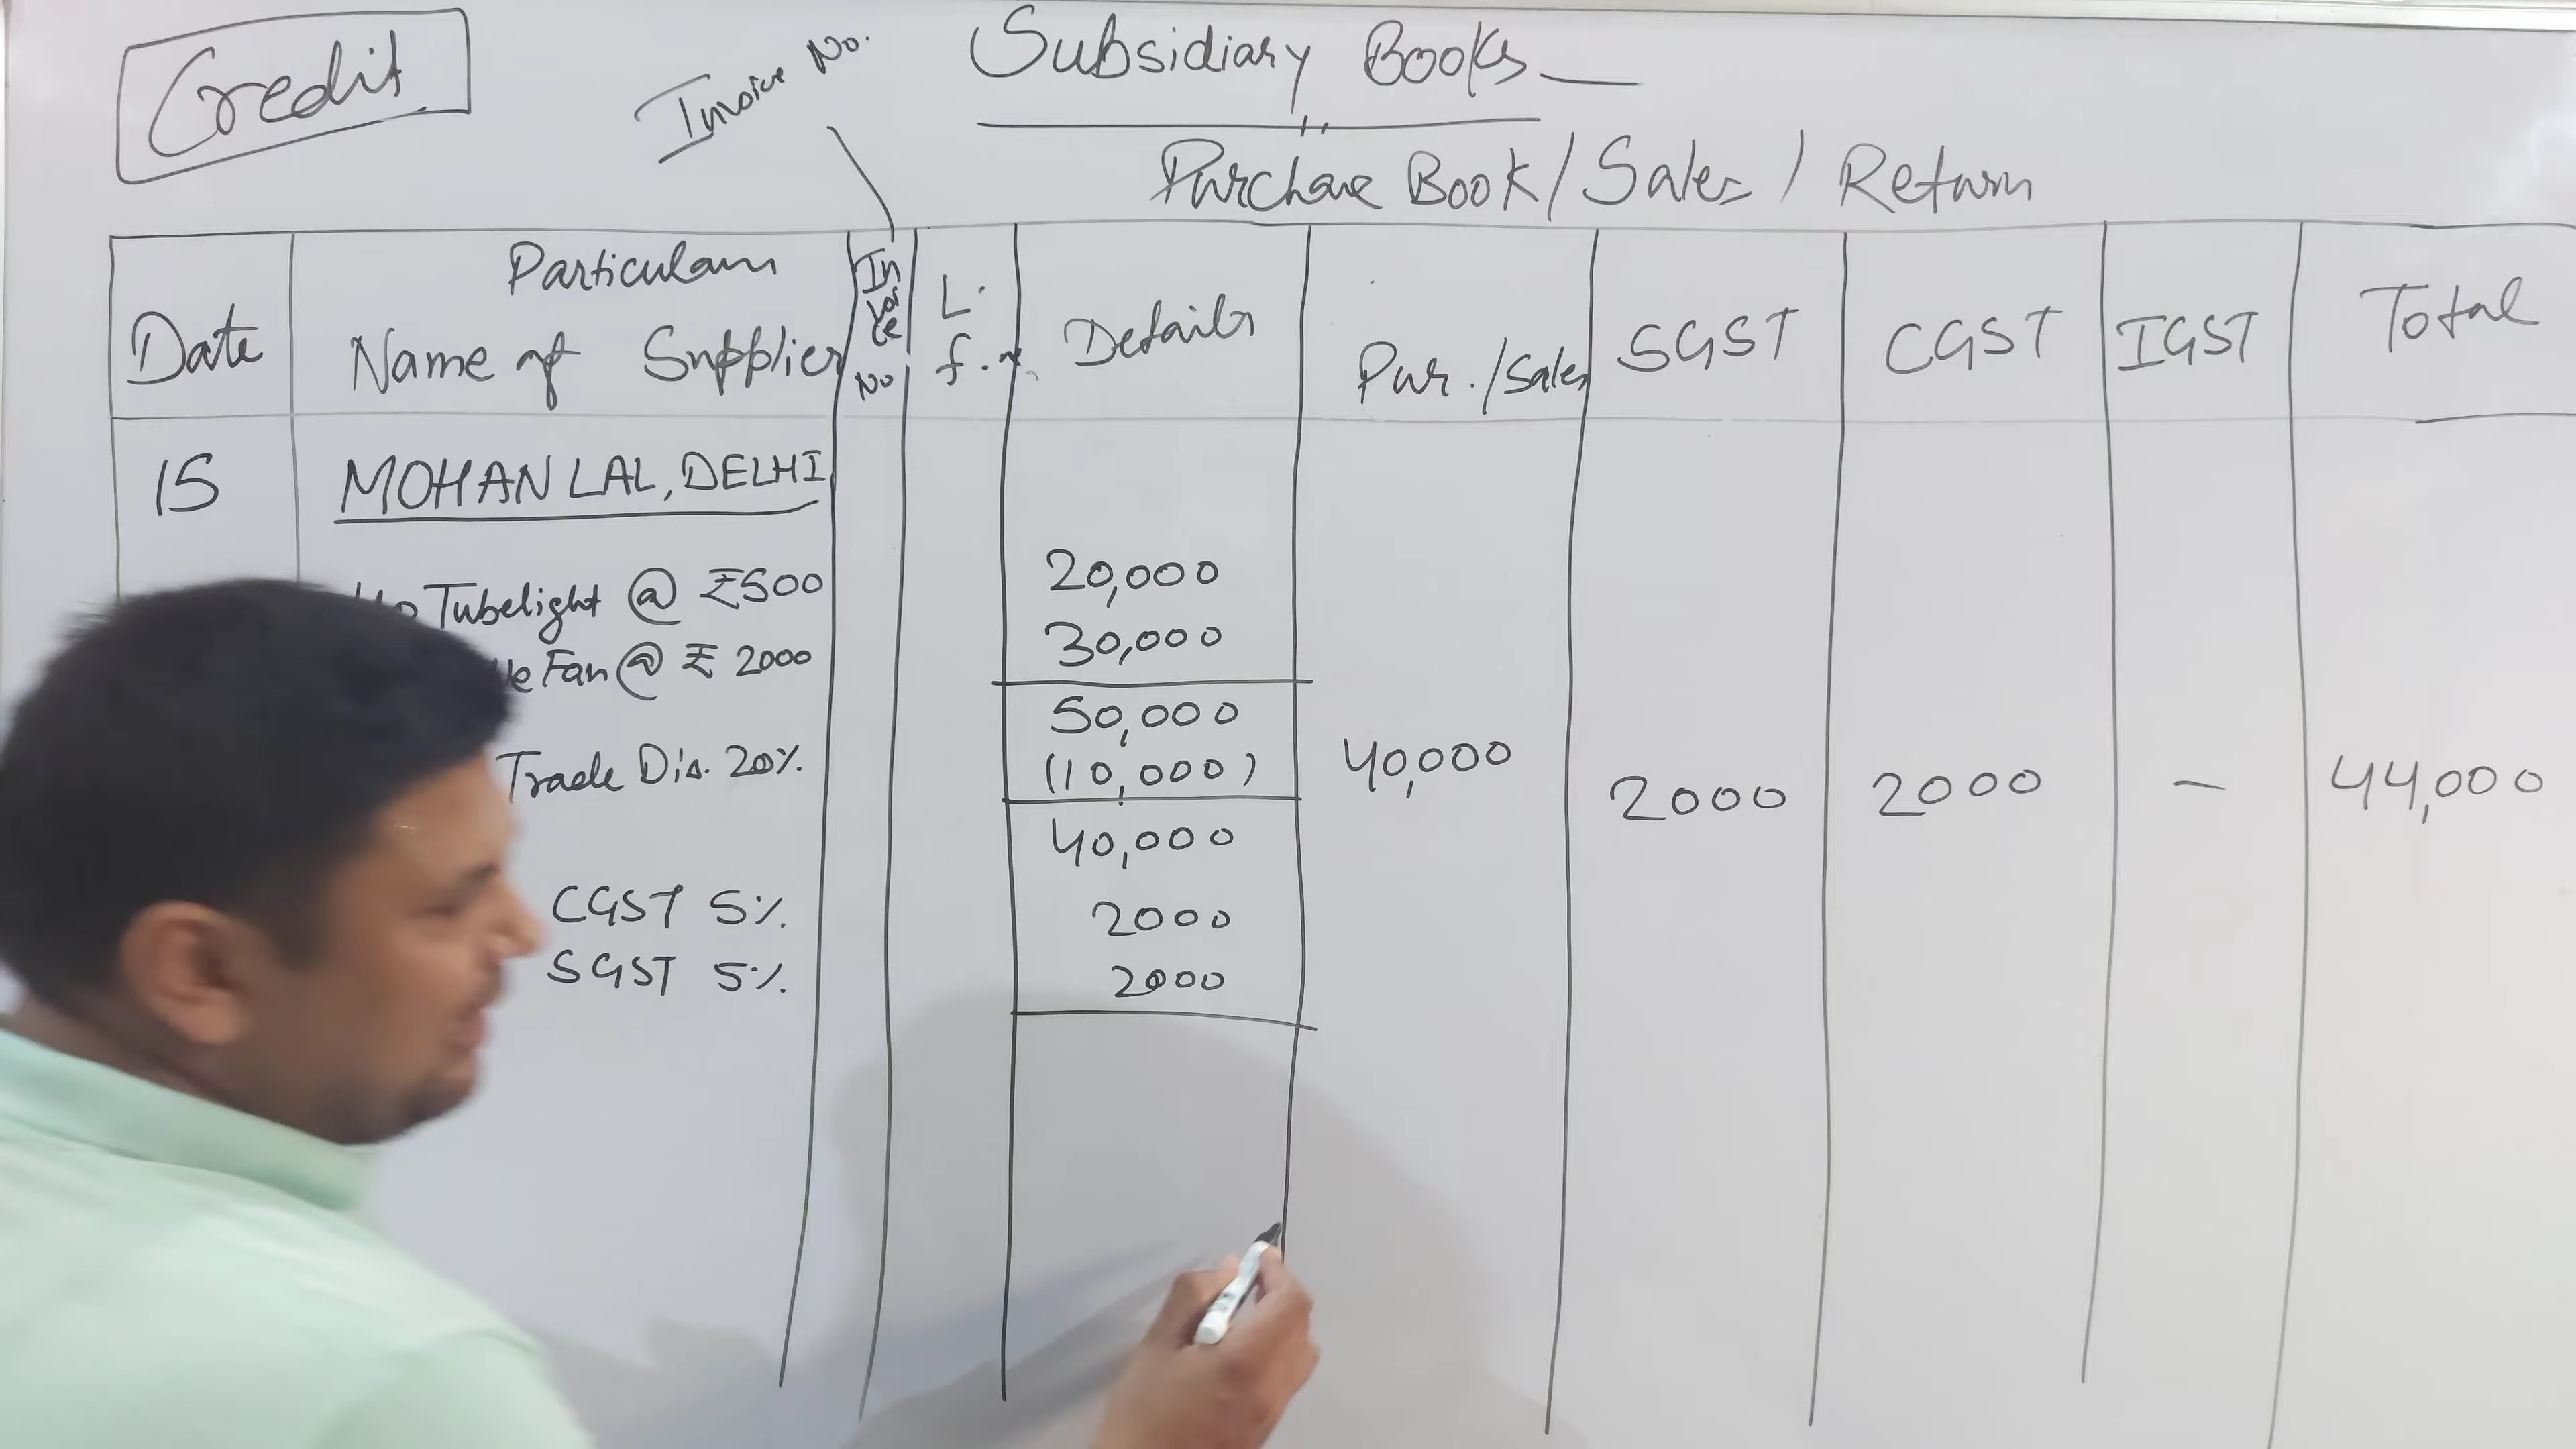 Credit
Invoice No.
Subsidiary Books
Purchase Book / Sales / Return
Date
Particulars
Name of Supplier
Invoice No
L.f.
Details
Pur./Sales
SGST
CGST
IGST
Total
15 MOHAN LAL, DELHI
Tubelight @ ₹500 20,000
Fan @ ₹ 2000 30,000
50,000
Trade Dis. 20% (10,000) 40,000 2000 2000 - 44,000
40,000
CGST 5% 2000
SGST 5% 2000